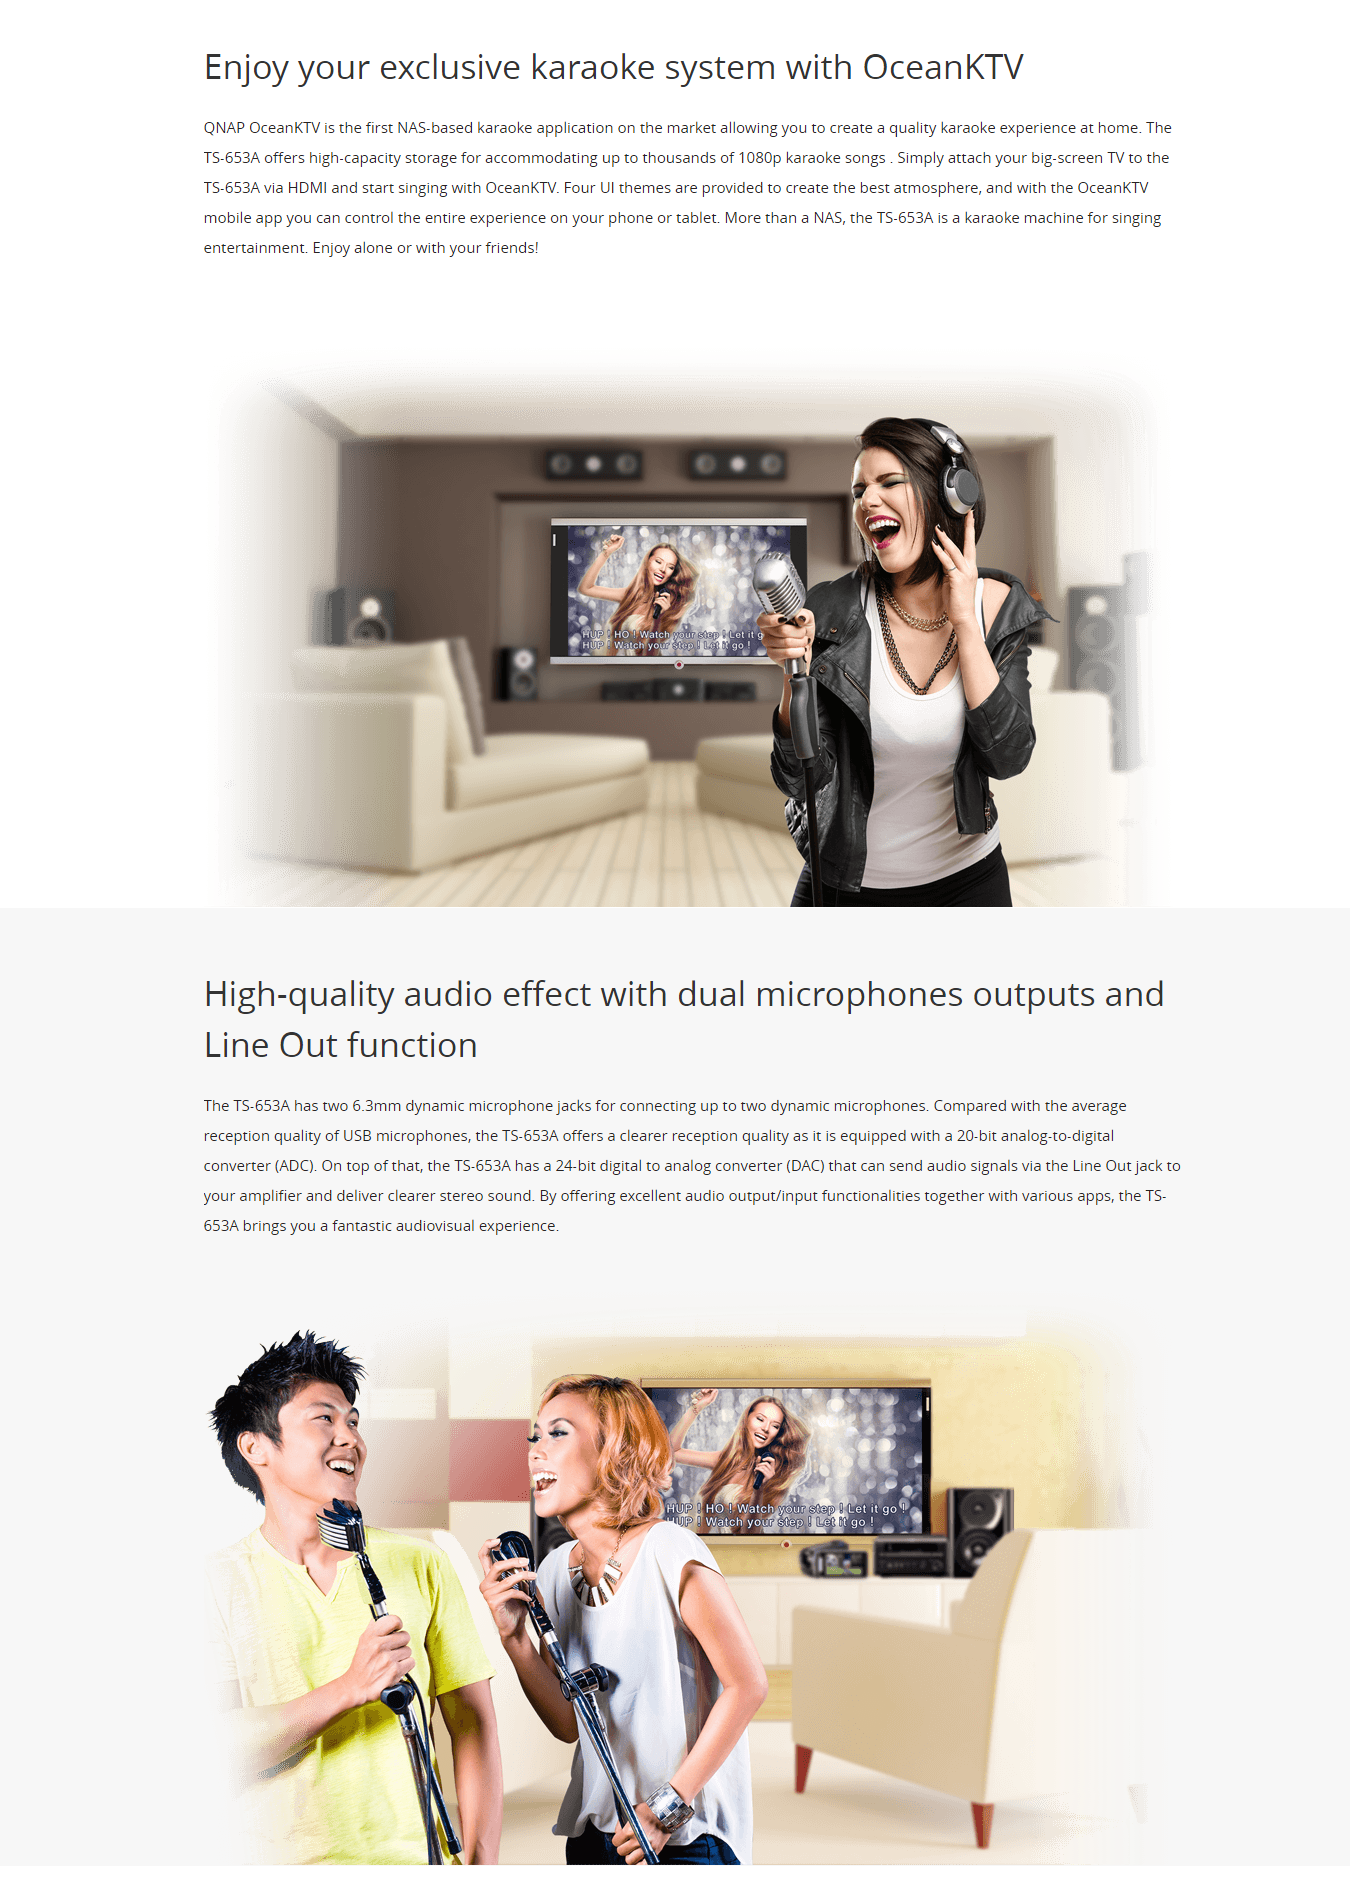 Enjoy your exclusive karaoke system with OceanKTV
QNAP OceanKTV is the first NAS-based karaoke application on the market allowing you to create a quality karaoke experience at home. The
TS-653A offers high-capacity storage for accommodating up to thousands of 1080p karaoke songs . Simply attach your big-screen TV to the
TS-653A via HDMI and start singing with OceanKTV. Four UI themes are provided to create the best atmosphere, and with the OceanKTV
mobile app you can control the entire experience on your phone or tablet. More than a NAS, the TS-653A is a karaoke machine for singing
entertainment. Enjoy alone or with your friends!
HUP ! HO ! Watch your step ! Let it g
HUP ! Watch your step ! Let it go !
High-quality audio effect with dual microphones outputs and
Line Out function
The TS-653A has two 6.3mm dynamic microphone jacks for connecting up to two dynamic microphones. Compared with the average
reception quality of USB microphones, the TS-653A offers a clearer reception quality as it is equipped with a 20-bit analog-to-digital
converter (ADC). On top of that, the TS-653A has a 24-bit digital to analog converter (DAC) that can send audio signals via the Line Out jack to
your amplifier and deliver clearer stereo sound. By offering excellent audio output/input functionalities together with various apps, the TS-
653A brings you a fantastic audiovisual experience.
HUP ! HO ! Watch your step ! Let it go !
HUP ! Watch your step ! Let it go !